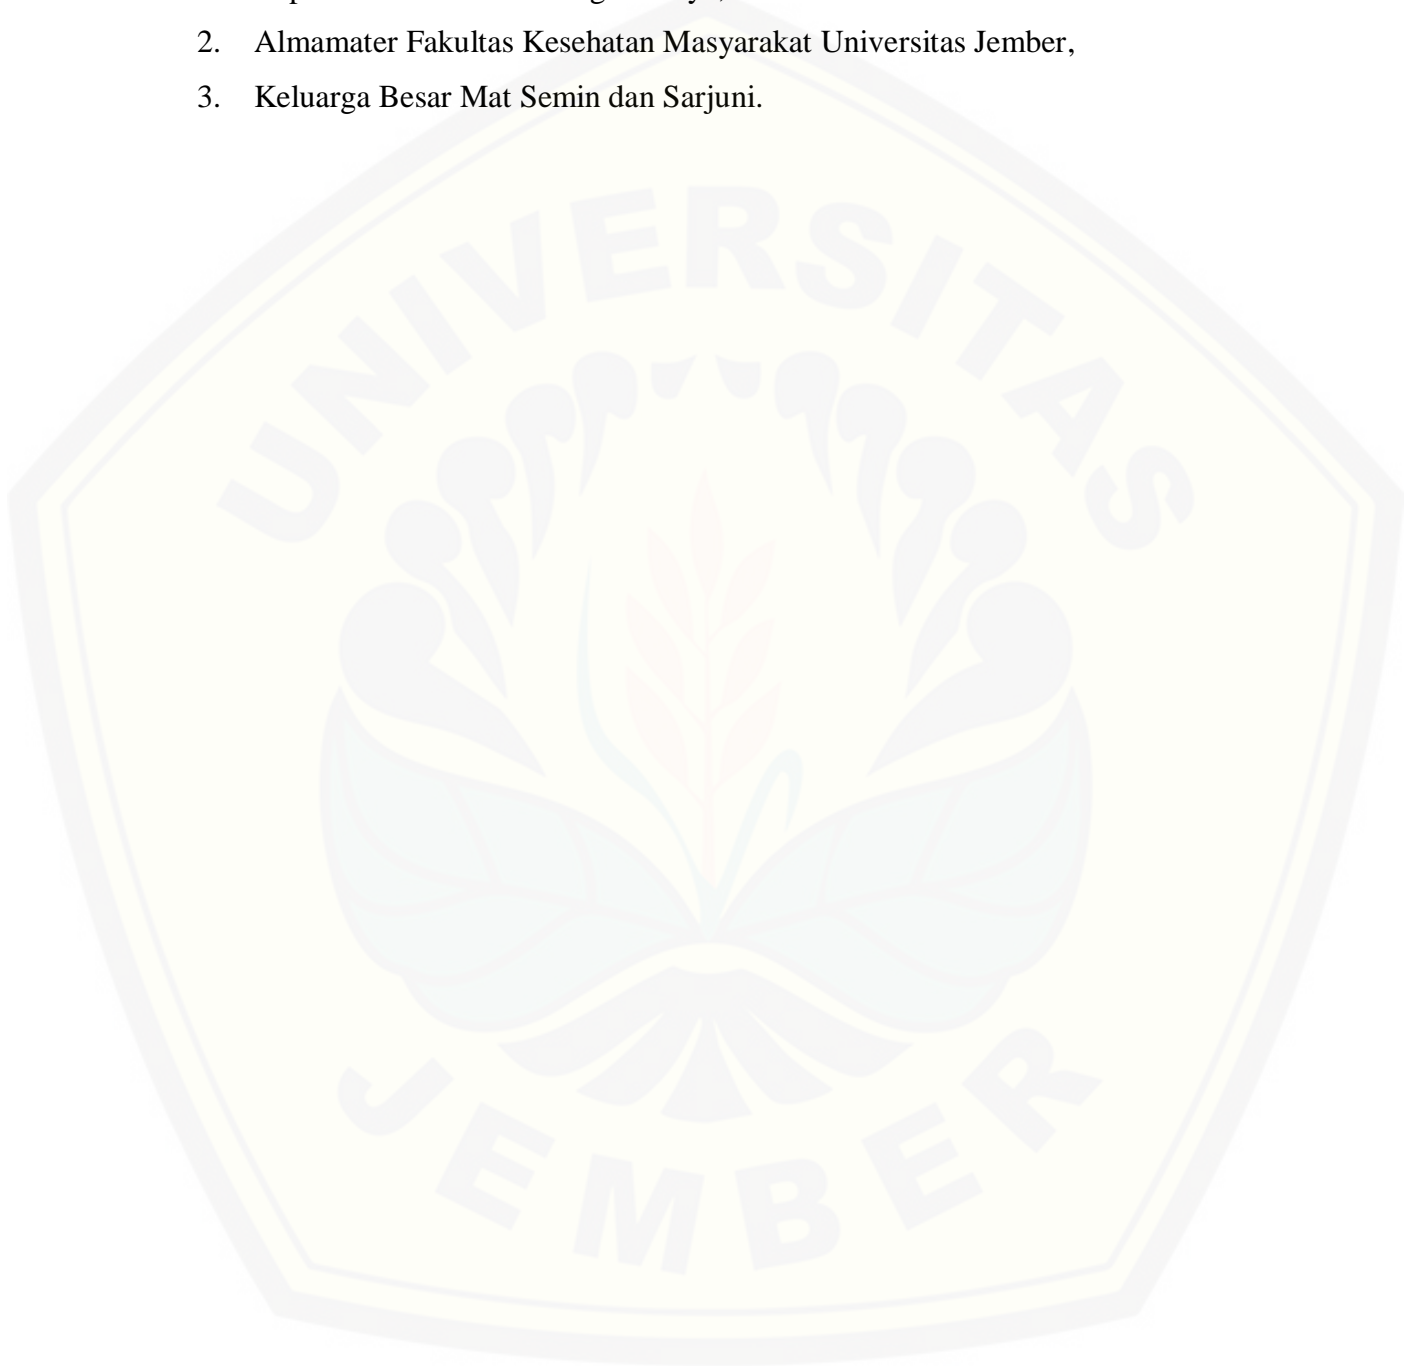 2. Almamater Fakultas Kesehatan Masyarakat Universitas Jember,
3. Keluarga Besar Mat Semin dan Sarjuni.
UNIVERSITAS
JEMBER